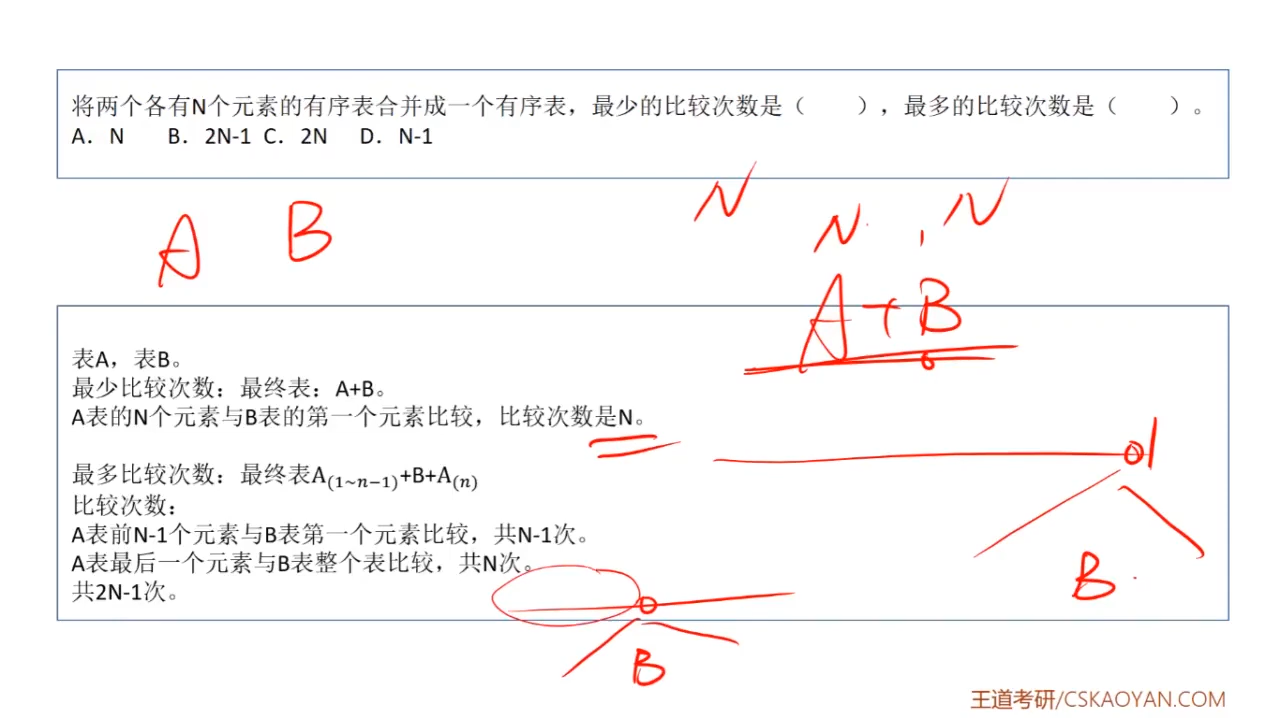 将两个各有N个元素的有序表合并成一个有序表，最少的比较次数是（　　），最多的比较次数是（　　）。
A. N　B. 2N-1 C. 2N　D. N-1
N
N , N
A B
A+B
表A，表B。
最少比较次数：最终表：A+B。
A表的N个元素与B表的第一个元素比较，比较次数是N。
最多比较次数：最终表A(1~n−1)+B+A(n)
比较次数：
A表前N-1个元素与B表第一个元素比较，共N-1次。
A表最后一个元素与B表整个表比较，共N次。
共2N-1次。
B
B
王道考研/CSKAOYAN.COM